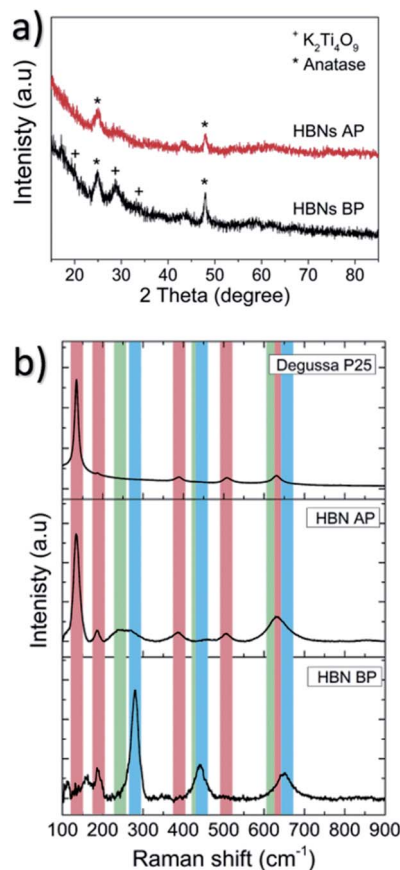 a)
+ K₂Ti₄O₉
* Anatase
*
HBNs AP
*
+
*
+
+
*
HBNs BP
Intenisty (a.u)
20 30 40 50 60 70 80
2 Theta (degree)
b)
Degussa P25
HBN AP
HBN BP
Intenisty (a.u)
100 200 300 400 500 600 700 800 900
Raman shift (cm⁻¹)